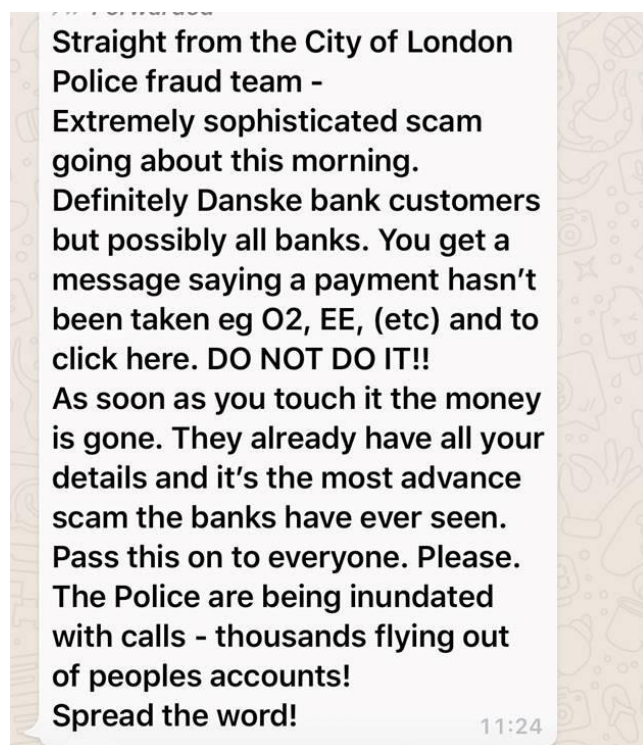 Straight from the City of London
Police fraud team -
Extremely sophisticated scam
going about this morning.
Definitely Danske bank customers
but possibly all banks. You get a
message saying a payment hasn't
been taken eg O2, EE, (etc) and to
click here. DO NOT DO IT!!
As soon as you touch it the money
is gone. They already have all your
details and it's the most advance
scam the banks have ever seen.
Pass this on to everyone. Please.
The Police are being inundated
with calls - thousands flying out
of peoples accounts!
Spread the word!
11:24